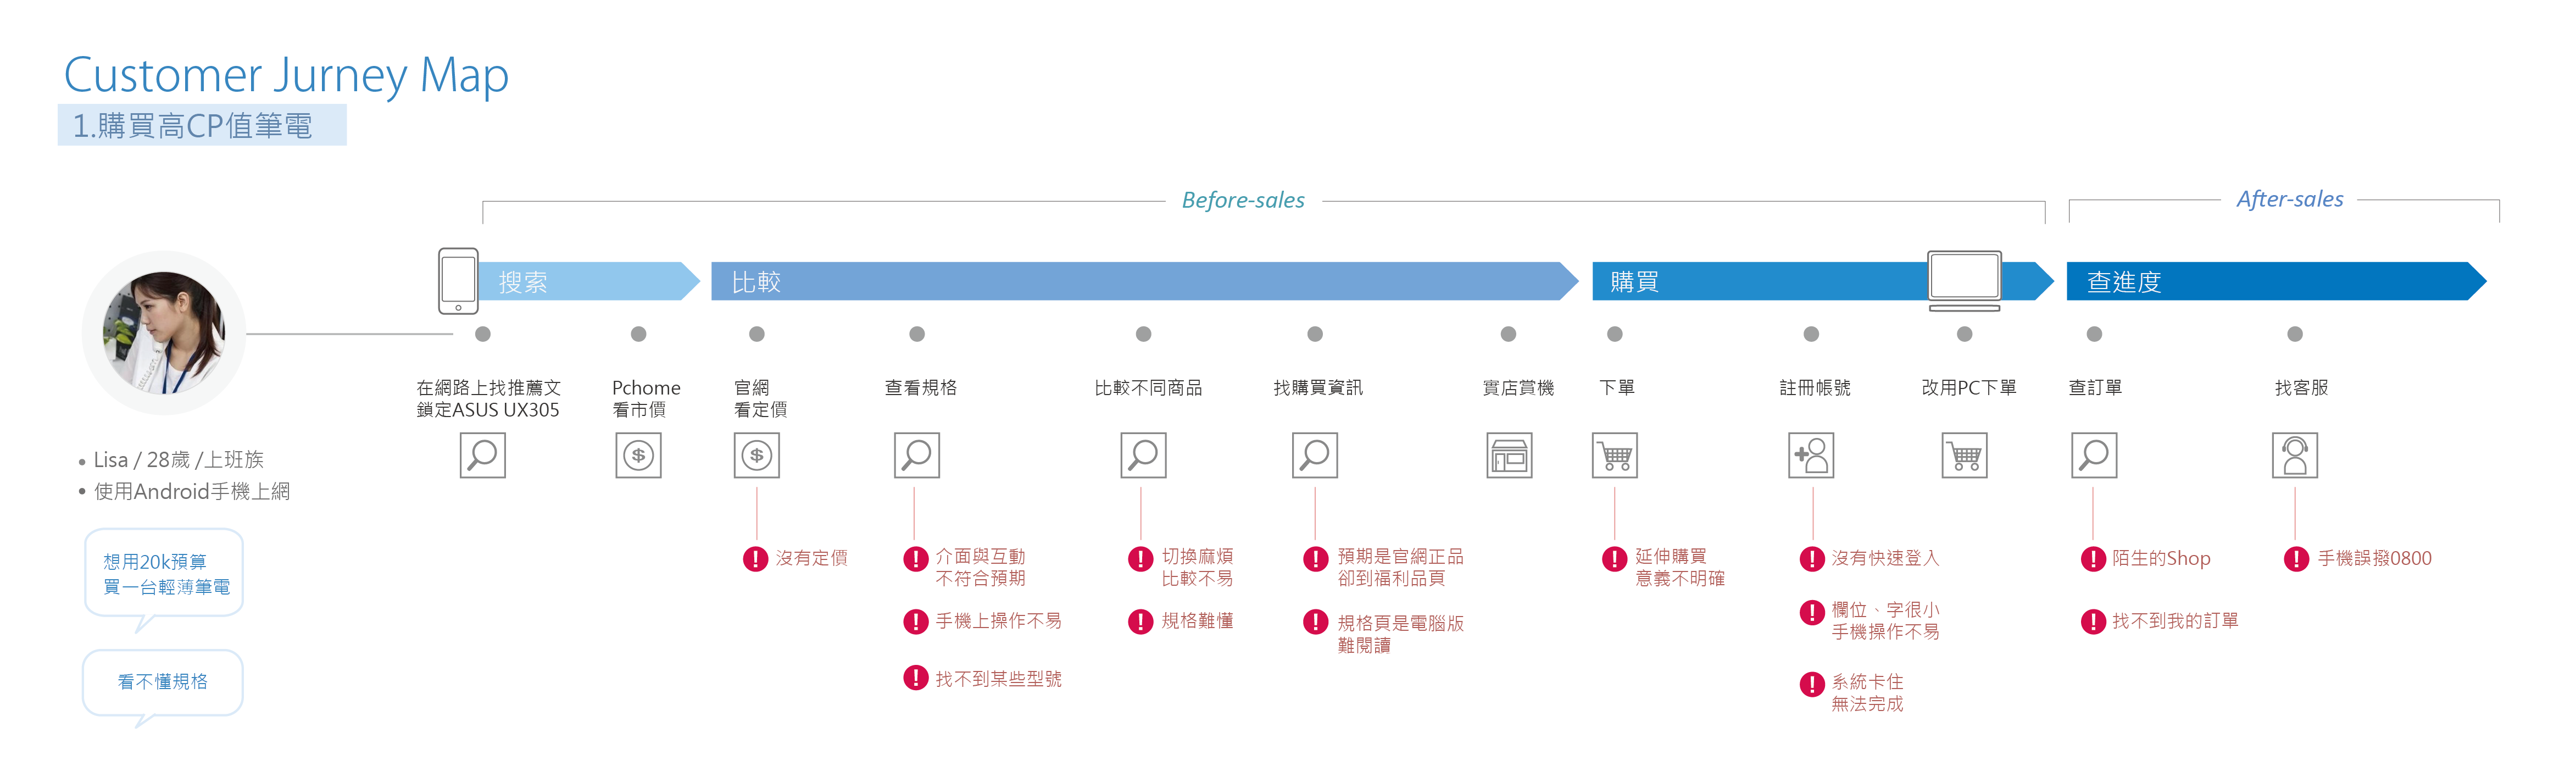 Customer Jurney Map
1.購買高CP值筆電
Before-sales
After-sales
搜索
比較
購買
查進度
在網路上找推薦文
鎖定ASUS UX305
Pchome
看市價
官網
看定價
查看規格
比較不同商品
找購買資訊
實店賞機
下單
註冊帳號
改用PC下單
查訂單
找客服
Lisa / 28歲 /上班族
使用Android手機上網
想用20k預算
買一台輕薄筆電
看不懂規格
沒有定價
介面與互動
不符合預期
手機上操作不易
找不到某些型號
切換麻煩
比較不易
規格難懂
預期是官網正品
卻到福利品頁
規格頁是電腦版
難閱讀
延伸購買
意義不明確
沒有快速登入
欄位、字很小
手機操作不易
系統卡住
無法完成
陌生的Shop
找不到我的訂單
手機誤撥0800